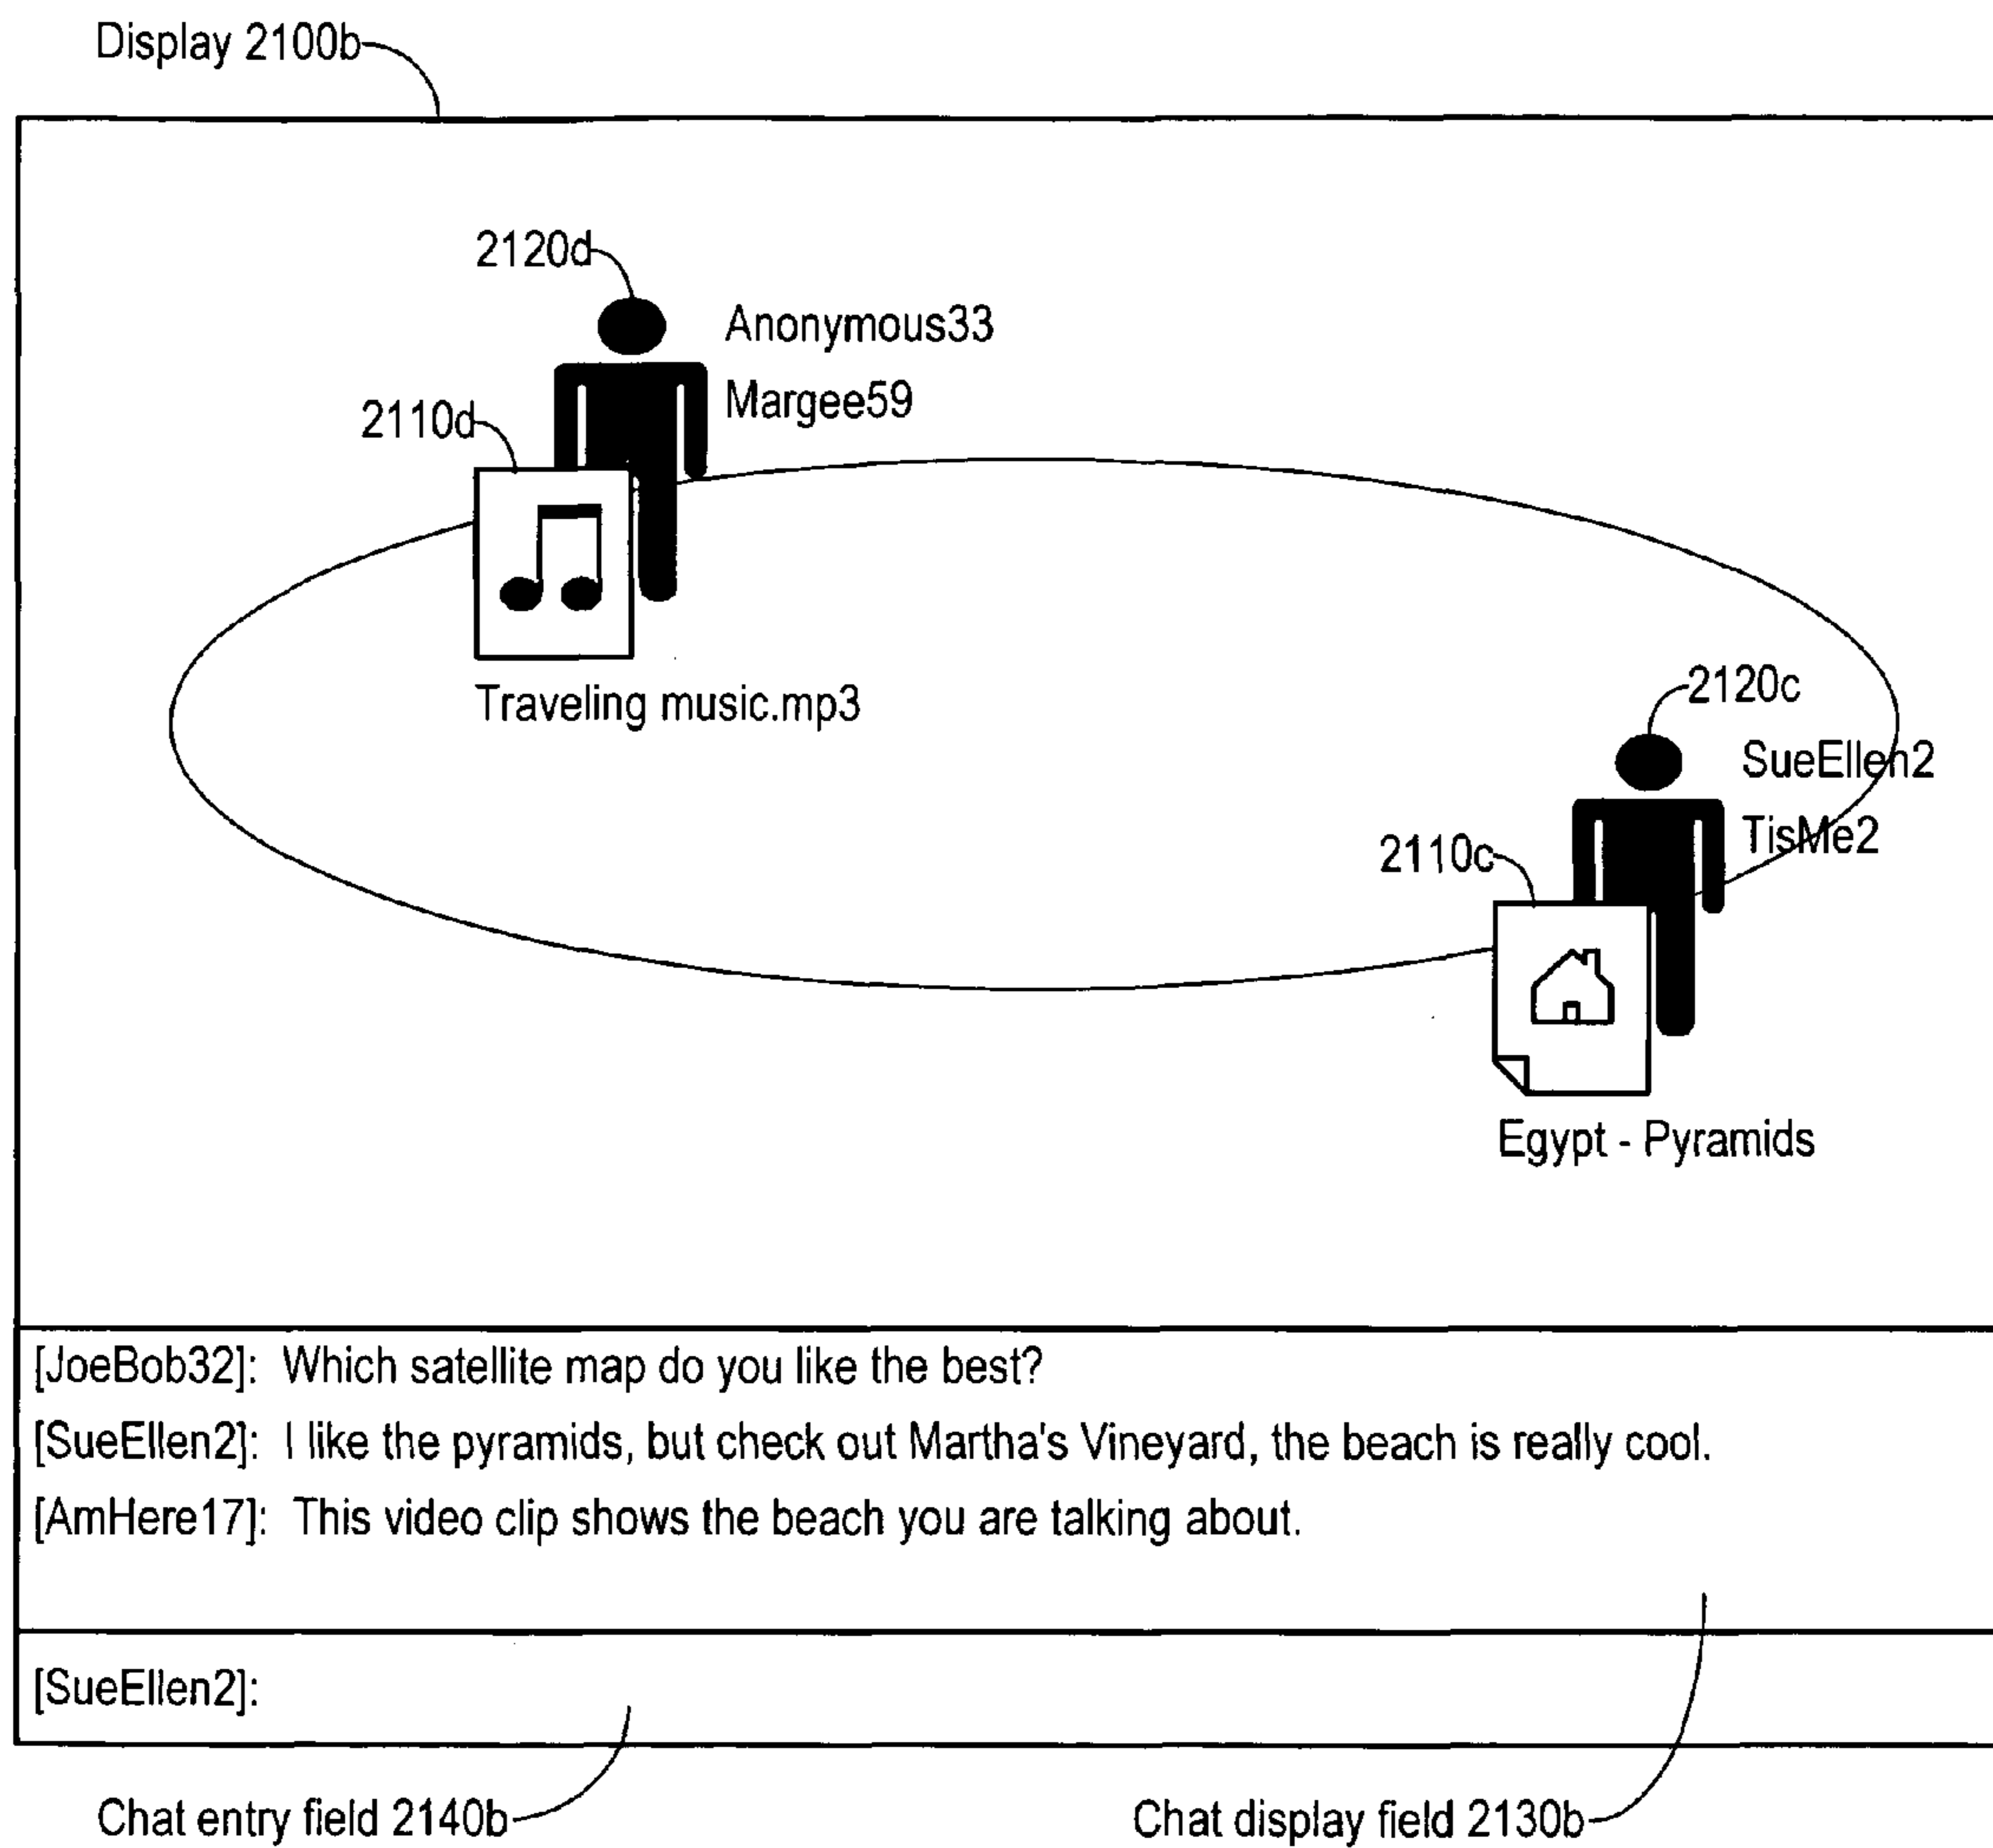 Display 2100b
2120d
Anonymous33
Margee59
2110d
Traveling music.mp3
2120c
SueEllen2
TisMe2
2110c
Egypt - Pyramids
[JoeBob32]: Which satellite map do you like the best?
[SueEllen2]: I like the pyramids, but check out Martha's Vineyard, the beach is really cool.
[AmHere17]: This video clip shows the beach you are talking about.
[SueEllen2]:
Chat entry field 2140b
Chat display field 2130b